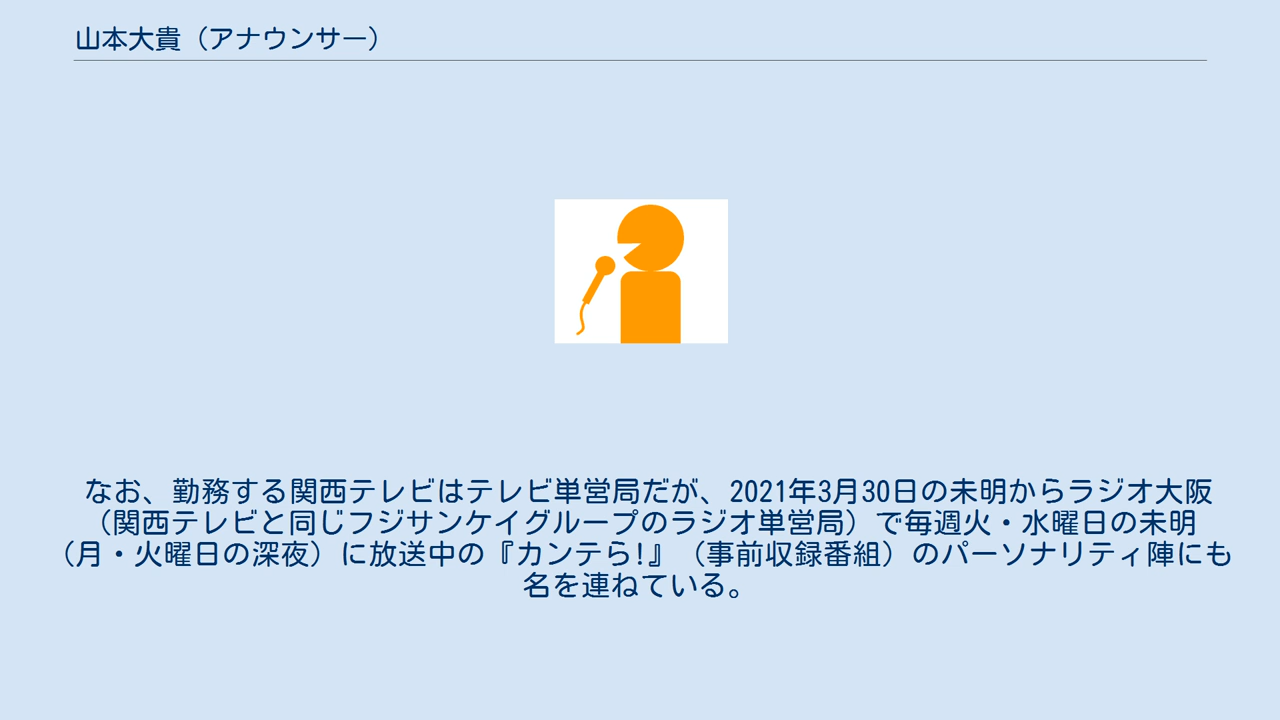 山本大貴（アナウンサー）
なお、勤務する関西テレビはテレビ単営局だが、2021年3月30日の未明からラジオ大阪
（関西テレビと同じフジサンケイグループのラジオ単営局）で毎週火・水曜日の未明
（月・火曜日の深夜）に放送中の『カンテら!』（事前収録番組）のパーソナリティ陣にも
名を連ねている。